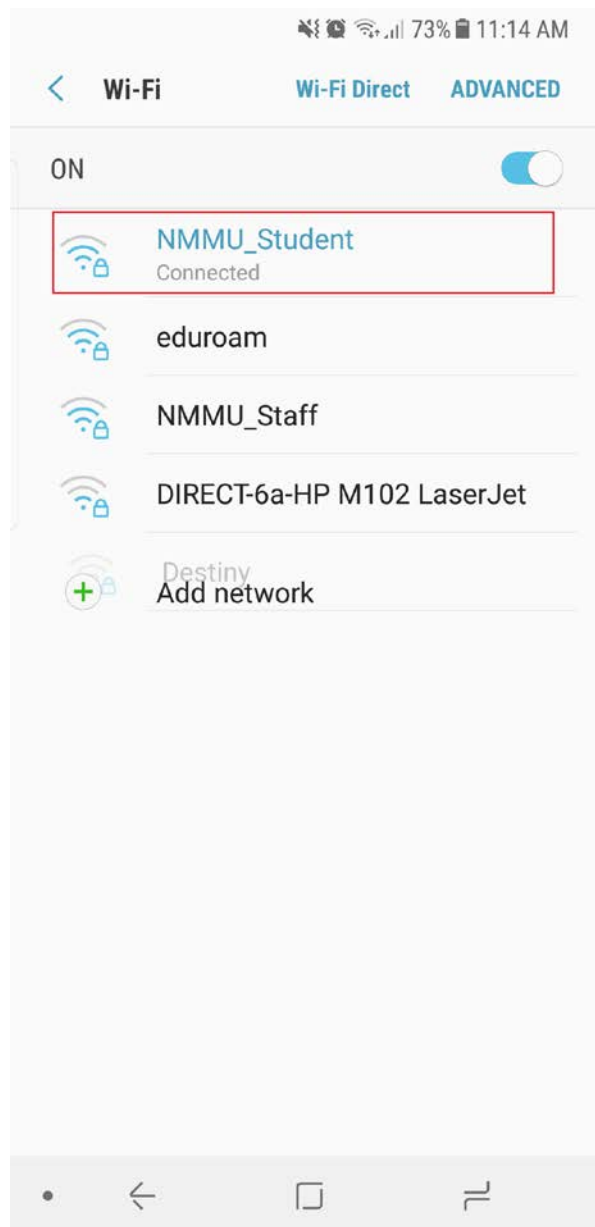 73% 11:14 AM
Wi-Fi Wi-Fi Direct ADVANCED
ON
NMMU_Student
Connected
eduroam
NMMU_Staff
DIRECT-6a-HP M102 LaserJet
Destiny
Add network